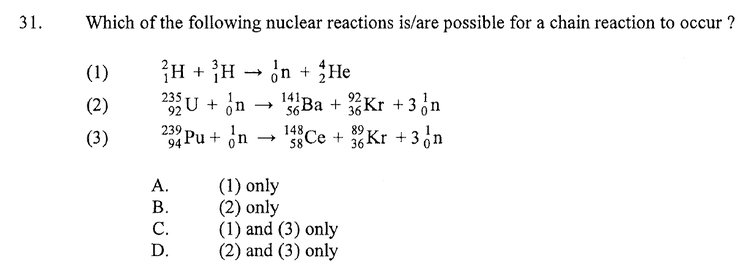 31. Which of the following nuclear reactions is/are possible for a chain reaction to occur ?
(1) ²₁H + ³₁H → ¹₀n + ⁴₂He
(2) ²³⁵₉₂U + ¹₀n → ¹⁴¹₅₆Ba + ⁹²₃₆Kr + 3 ¹₀n
(3) ²³⁹₉₄Pu + ¹₀n → ¹⁴⁸₅₈Ce + ⁸⁹₃₆Kr + 3 ¹₀n
A. (1) only
B. (2) only
C. (1) and (3) only
D. (2) and (3) only